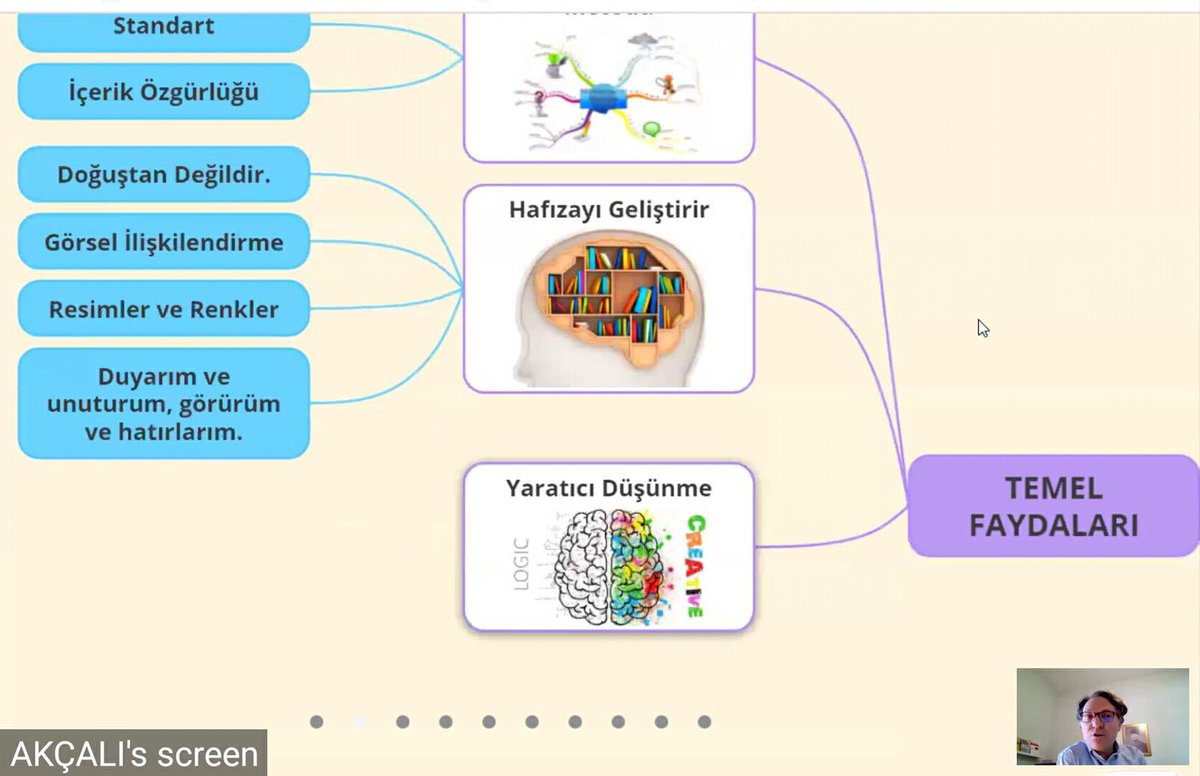 Standart
İçerik Özgürlüğü
Doğuştan Değildir.
Görsel İlişkilendirme
Resimler ve Renkler
Duyarım ve
unuturum, görürüm
ve hatırlarım.
Hafızayı Geliştirir
Yaratıcı Düşünme
LOGIC
CREATIVE
TEMEL
FAYDALARI
AKÇALI's screen